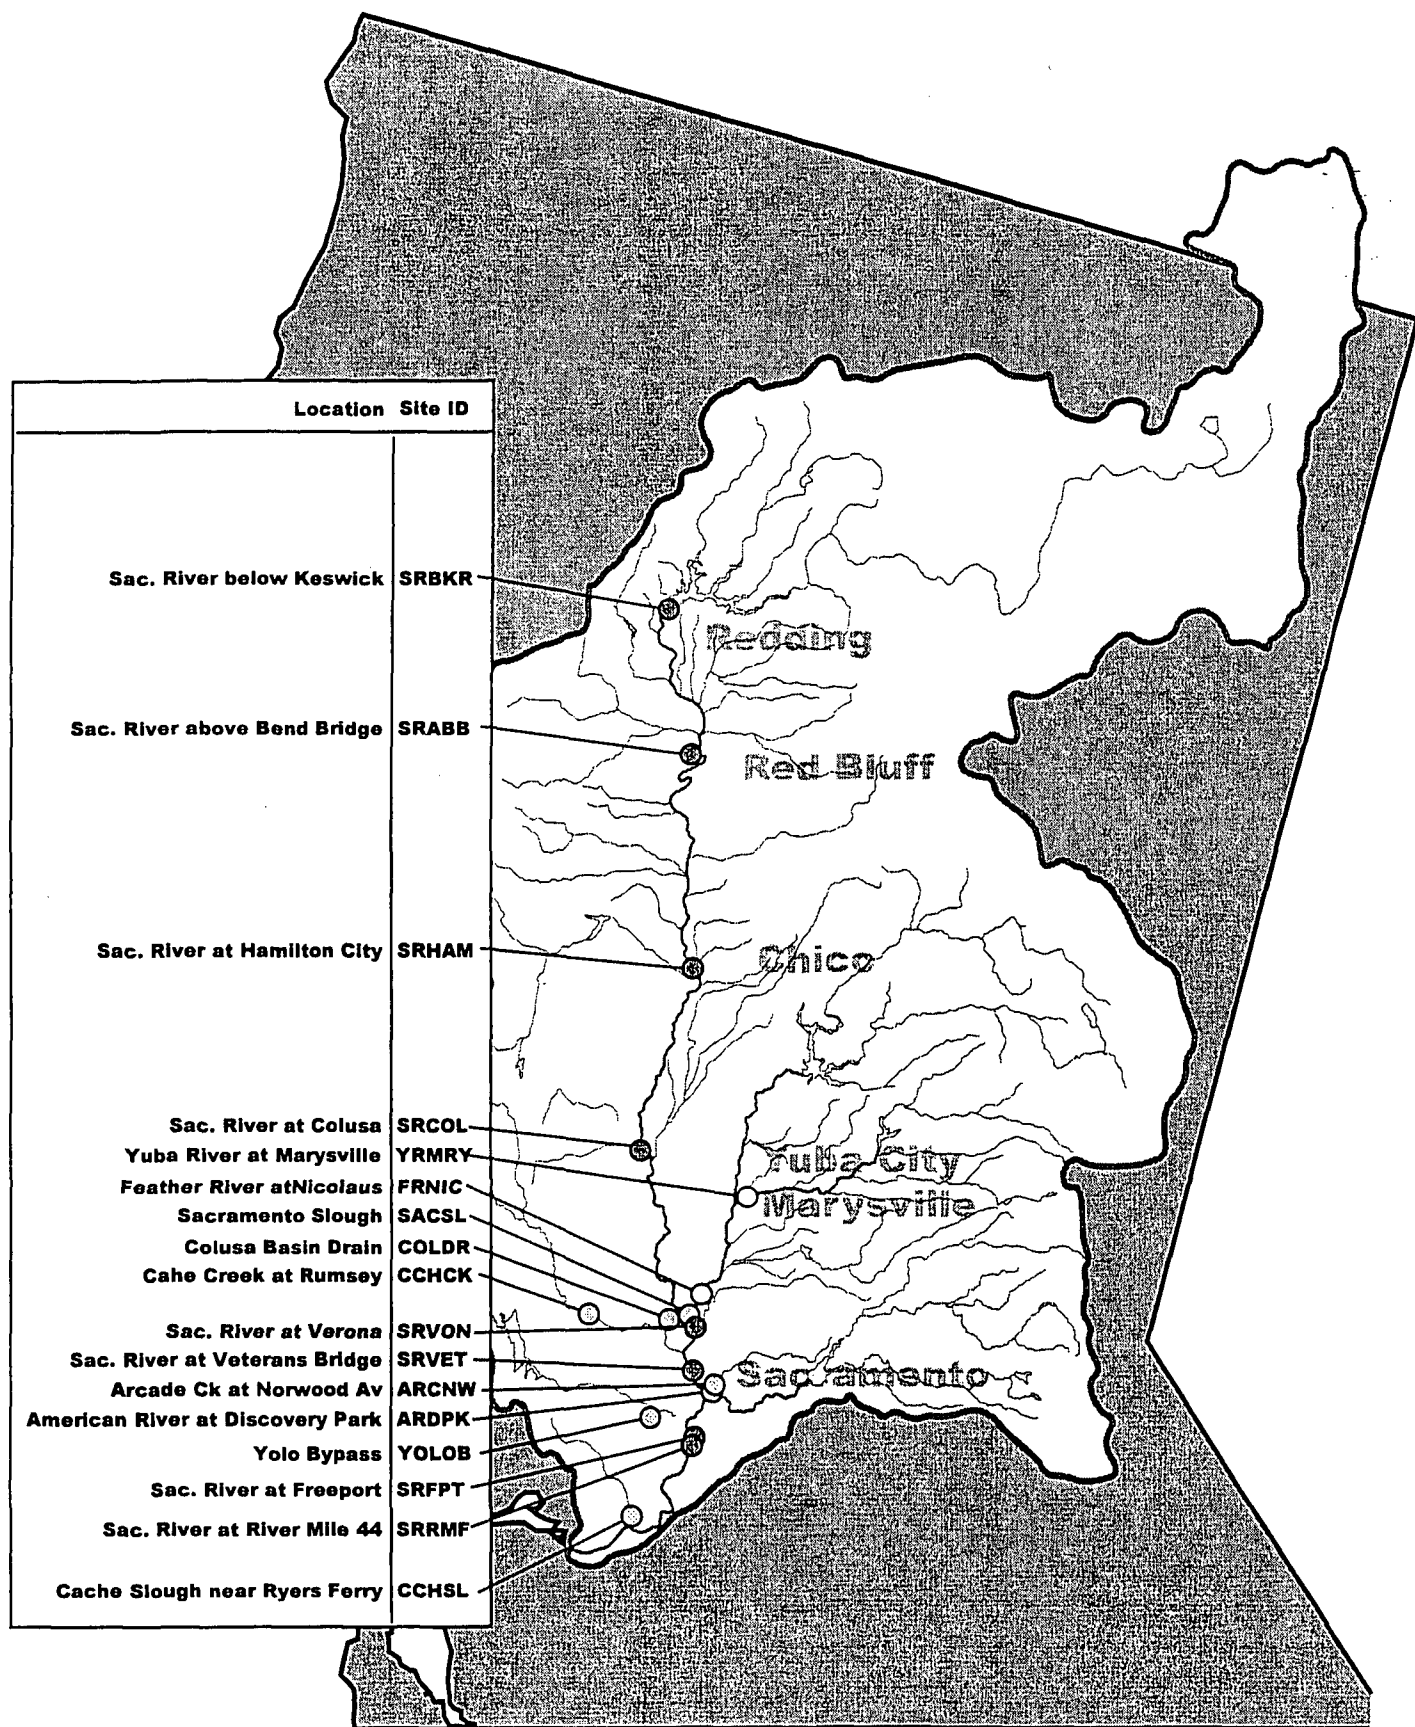 Location Site ID
Sac. River below Keswick SRBKR
Redding
Sac. River above Bend Bridge SRABB
Red Bluff
Sac. River at Hamilton City SRHAM
Chico
Sac. River at Colusa SRCOL
Yuba River at Marysville YRMRY
Yuba City
Feather River atNicolaus FRNIC
Marysville
Sacramento Slough SACSL
Colusa Basin Drain COLDR
Cahe Creek at Rumsey CCHCK
Sac. River at Verona SRVON
Sac. River at Veterans Bridge SRVET
Sacramento
Arcade Ck at Norwood Av ARCNW
American River at Discovery Park ARDPK
Yolo Bypass YOLOB
Sac. River at Freeport SRFPT
Sac. River at River Mile 44 SRRMF
Cache Slough near Ryers Ferry CCHSL